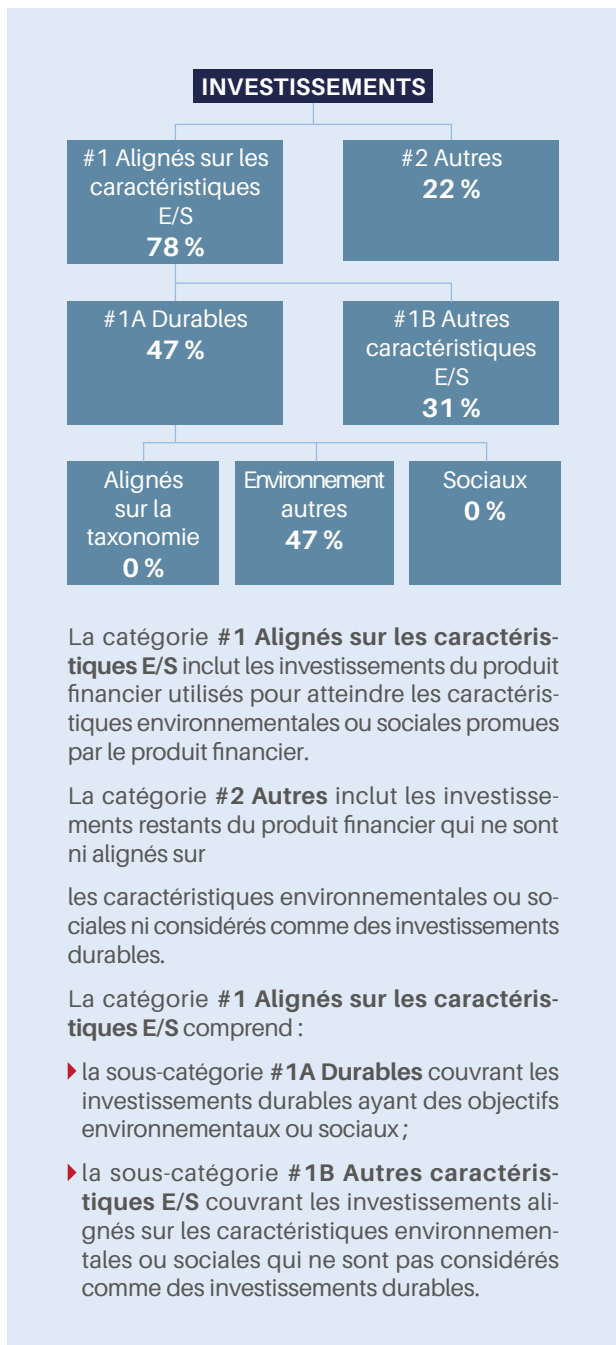 INVESTISSEMENTS
#1 Alignés sur les
caractéristiques
E/S
78 %
#2 Autres
22 %
#1A Durables
47 %
#1B Autres
caractéristiques
E/S
31 %
Alignés
sur la
taxonomie
0 %
Environnement
autres
47 %
Sociaux
0 %
La catégorie #1 Alignés sur les caractéris-
tiques E/S inclut les investissements du produit
financier utilisés pour atteindre les caractéris-
tiques environnementales ou sociales promues
par le produit financier.
La catégorie #2 Autres inclut les investisse-
ments restants du produit financier qui ne sont
ni alignés sur
les caractéristiques environnementales ou so-
ciales ni considérés comme des investissements
durables.
La catégorie #1 Alignés sur les caractéris-
tiques E/S comprend :
la sous-catégorie #1A Durables couvrant les
investissements durables ayant des objectifs
environnementaux ou sociaux ;
la sous-catégorie #1B Autres caractéris-
tiques E/S couvrant les investissements ali-
gnés sur les caractéristiques environnemen-
tales ou sociales qui ne sont pas considérés
comme des investissements durables.